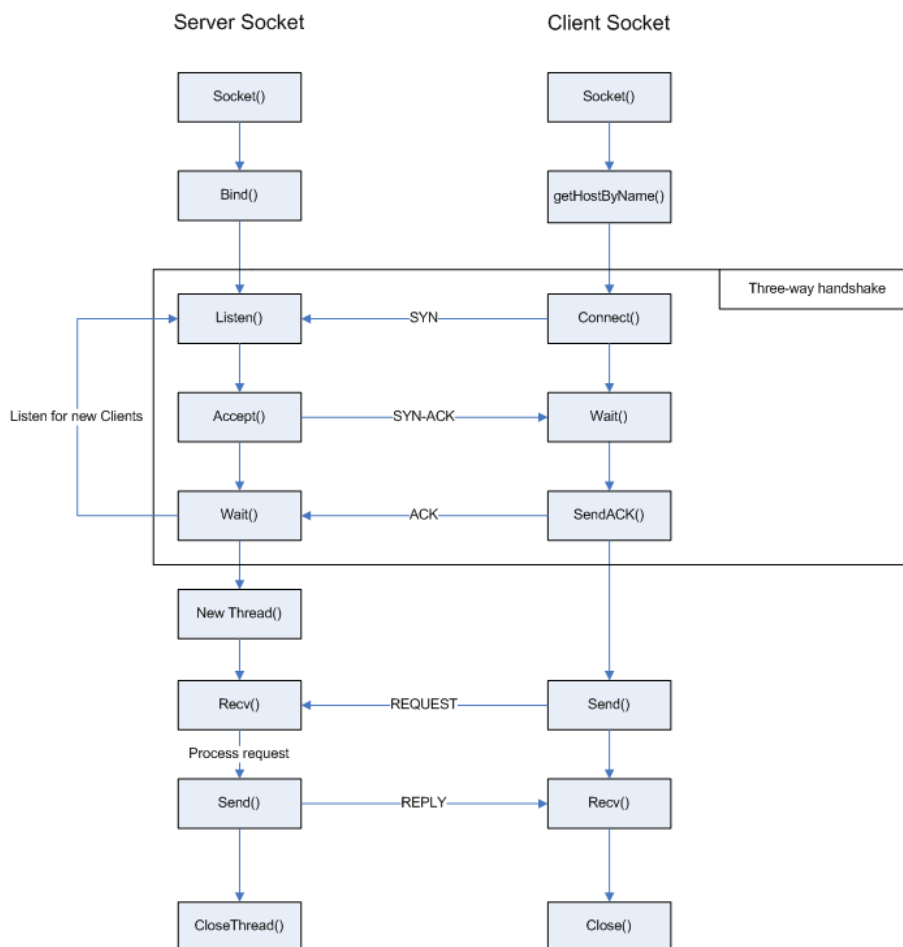 Server Socket
Client Socket
Socket()
Socket()
Bind()
getHostByName()
Three-way handshake
Listen()
SYN
Connect()
Listen for new Clients
Accept()
SYN-ACK
Wait()
Wait()
ACK
SendACK()
New Thread()
Recv()
REQUEST
Send()
Process request
Send()
REPLY
Recv()
CloseThread()
Close()